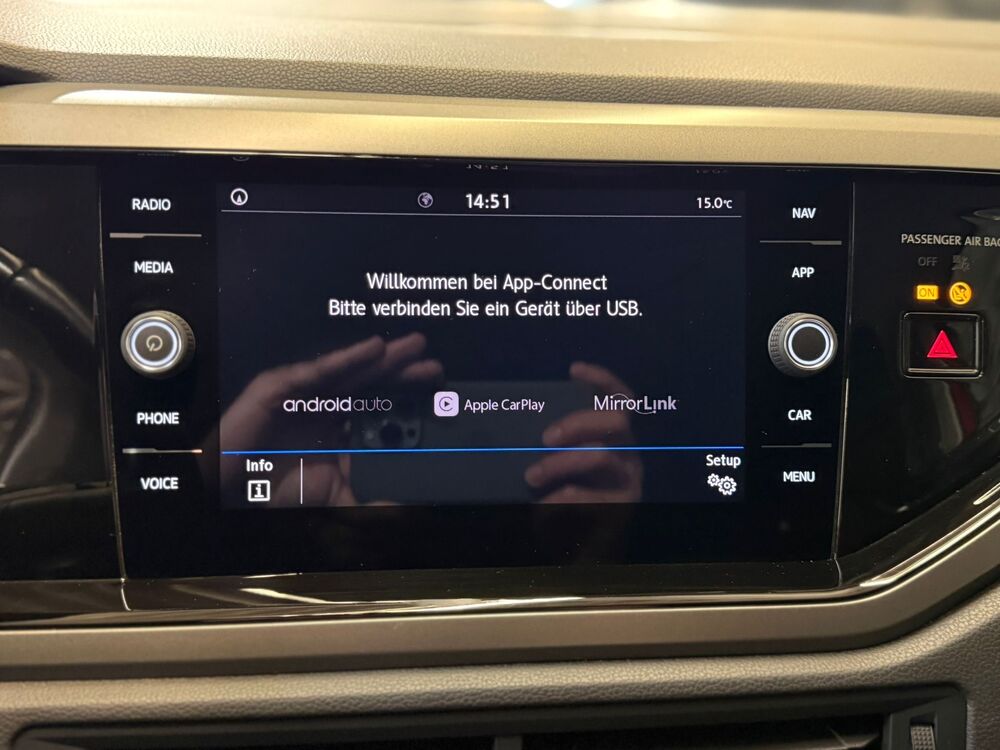 RADIO
MEDIA
PHONE
VOICE
14:51
15.0°C
Willkommen bei App-Connect
Bitte verbinden Sie ein Gerät über USB.
androidauto
Apple CarPlay
MirrorLink
Info
Setup
NAV
APP
CAR
MENU
PASSENGER AIR BAG
OFF
ON